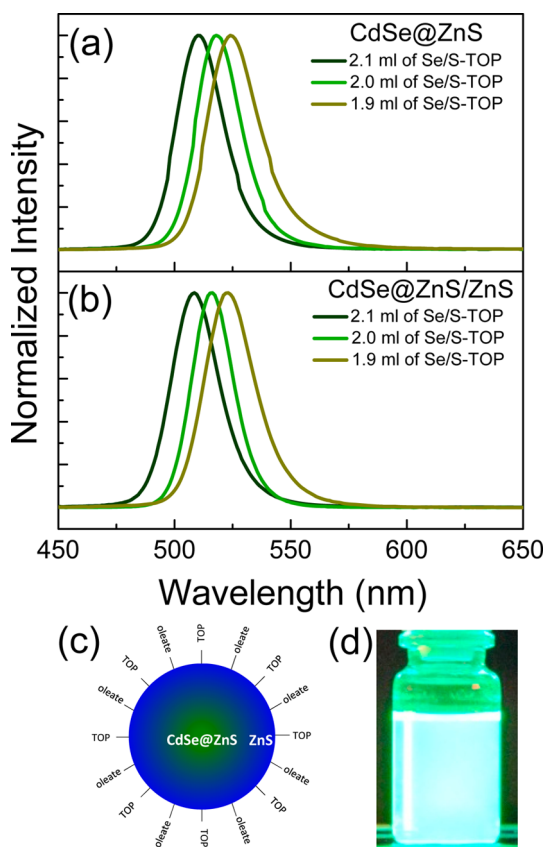 (a)
CdSe@ZnS
2.1 ml of Se/S-TOP
2.0 ml of Se/S-TOP
1.9 ml of Se/S-TOP
Normalized Intensity
(b)
CdSe@ZnS/ZnS
2.1 ml of Se/S-TOP
2.0 ml of Se/S-TOP
1.9 ml of Se/S-TOP
450 500 550 600 650
Wavelength (nm)
(c)
TOP
oleate
oleate
TOP
TOP
oleate
oleate
TOP
CdSe@ZnS
ZnS
TOP
oleate
oleate
TOP
TOP
oleate
oleate
TOP
(d)